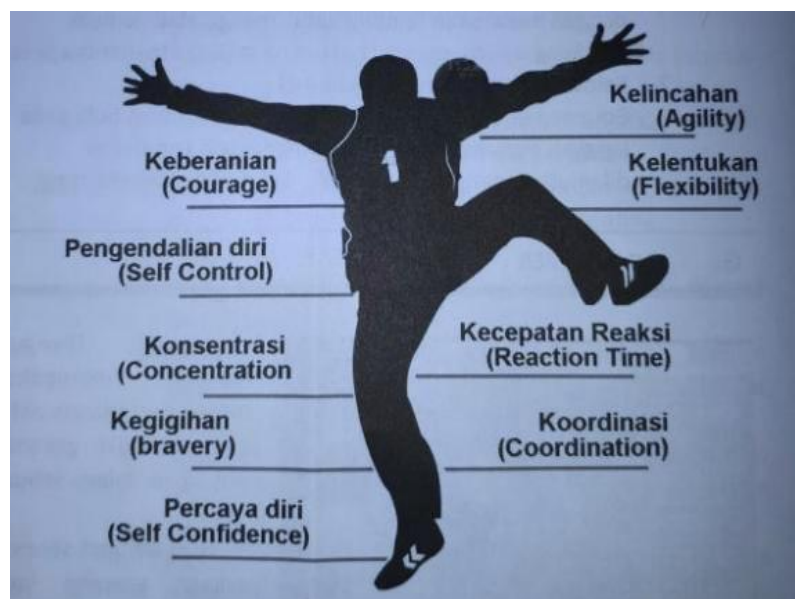 1
Kelincahan
(Agility)
Keberanian
(Courage)
Kelentukan
(Flexibility)
Pengendalian diri
(Self Control)
Kecepatan Reaksi
(Reaction Time)
Konsentrasi
(Concentration
Kegigihan
(bravery)
Koordinasi
(Coordination)
Percaya diri
(Self Confidence)